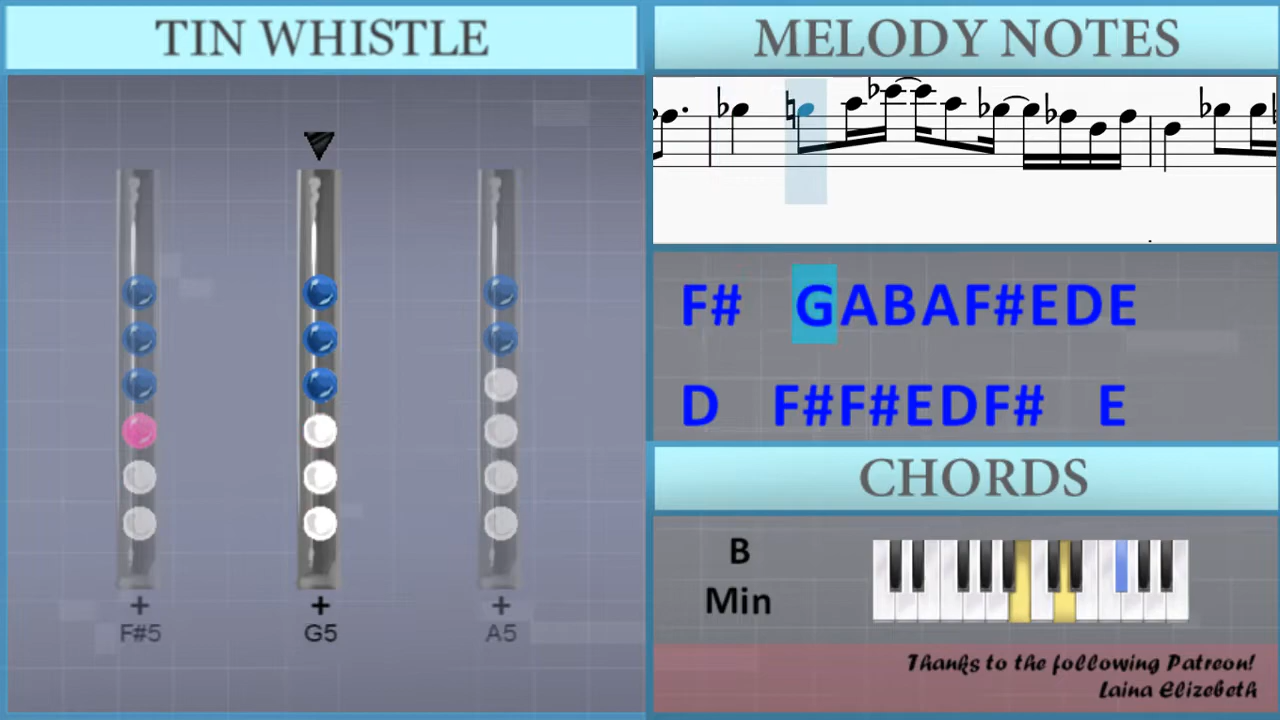 TIN WHISTLE
+ + +
F#5 G5 A5
MELODY NOTES
F# GABAF#EDE
D F#F#EDF# E
CHORDS
B
Min
Thanks to the following Patreon!
Laina Elizebeth